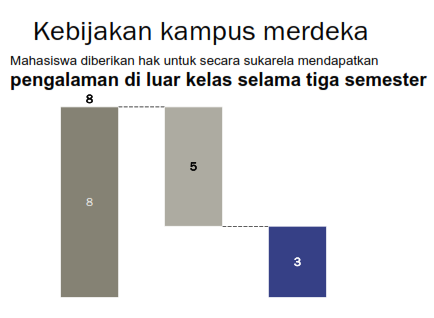 Kebijakan kampus merdeka
Mahasiswa diberikan hak untuk secara sukarela mendapatkan
pengalaman di luar kelas selama tiga semester
8
5
8
3